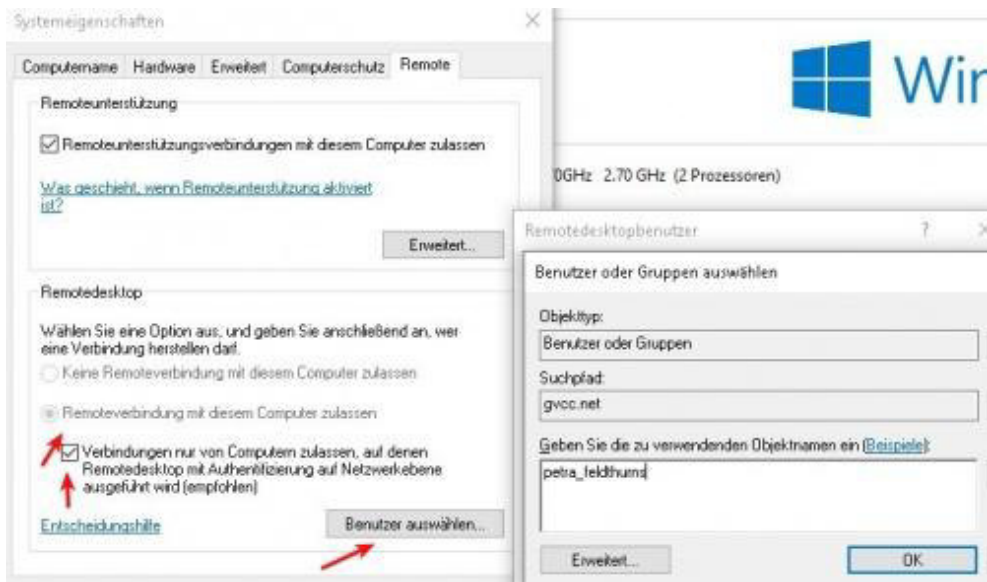 Systemeigenschaften
Computername Hardware Erweitert Computerschutz Remote
Remoteunterstützung
Remoteunterstützungsverbindungen mit diesem Computer zulassen
Was geschieht, wenn Remoteunterstützung aktiviert
ist?
Erweitert...
Remotedesktop
Wählen Sie eine Option aus, und geben Sie anschließend an, wer
eine Verbindung herstellen darf.
Keine Remoteverbindung mit diesem Computer zulassen
Remoteverbindung mit diesem Computer zulassen
Verbindungen nur von Computern zulassen, auf denen
Remotedesktop mit Authentifizierung auf Netzwerkebene
ausgeführt wird (empfohlen)
Entscheidungshilfe
Benutzer auswählen...
Win
0GHz 2.70 GHz (2 Prozessoren)
Remotedesktopbenutzer
Benutzer oder Gruppen auswählen
Objekttyp:
Benutzer oder Gruppen
Suchpfad:
gvcc.net
Geben Sie die zu verwendenden Objektnamen ein (Beispiele):
petra_feldthurns
Erweitert...
OK